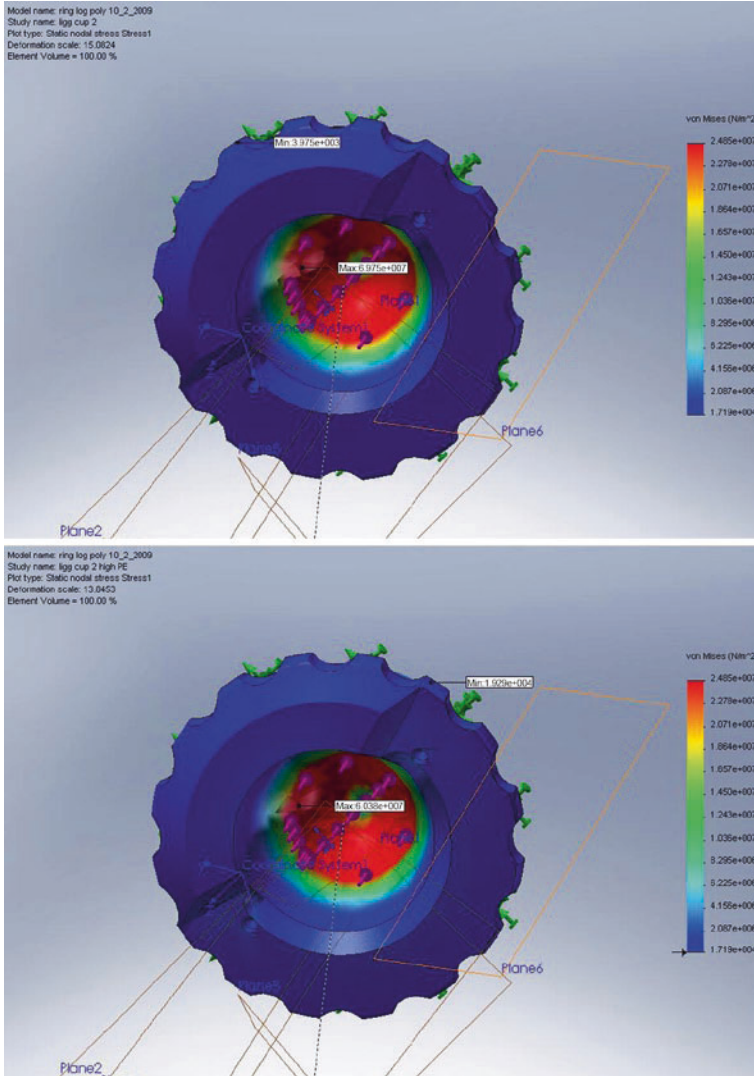 Model name: ring log poly 10_2_2009
Study name: ligg cup 2
Plot type: Static nodal stress Stress1
Deformation scale: 15.0824
Element Volume = 100.00 %
von Mises (N/m^2
2.485e+007
2.278e+007
2.071e+007
1.864e+007
1.657e+007
1.450e+007
1.243e+007
1.036e+007
8.295e+006
6.225e+006
4.156e+006
2.087e+006
1.719e+004
Min:3.975e+003
Max:6.975e+007
Plane1
Plane6
Plane2
Model name: ring log poly 10_2_2009
Study name: ligg cup 2 high PE
Plot type: Static nodal stress Stress1
Deformation scale: 13.8453
Element Volume = 100.00 %
von Mises (N/m^2
2.485e+007
2.278e+007
2.071e+007
1.864e+007
1.657e+007
1.450e+007
1.243e+007
1.036e+007
8.295e+006
6.225e+006
4.156e+006
2.087e+006
1.719e+004
Min:1.929e+004
Max:6.038e+007
Plane1
Plane6
Plane5
Plane2